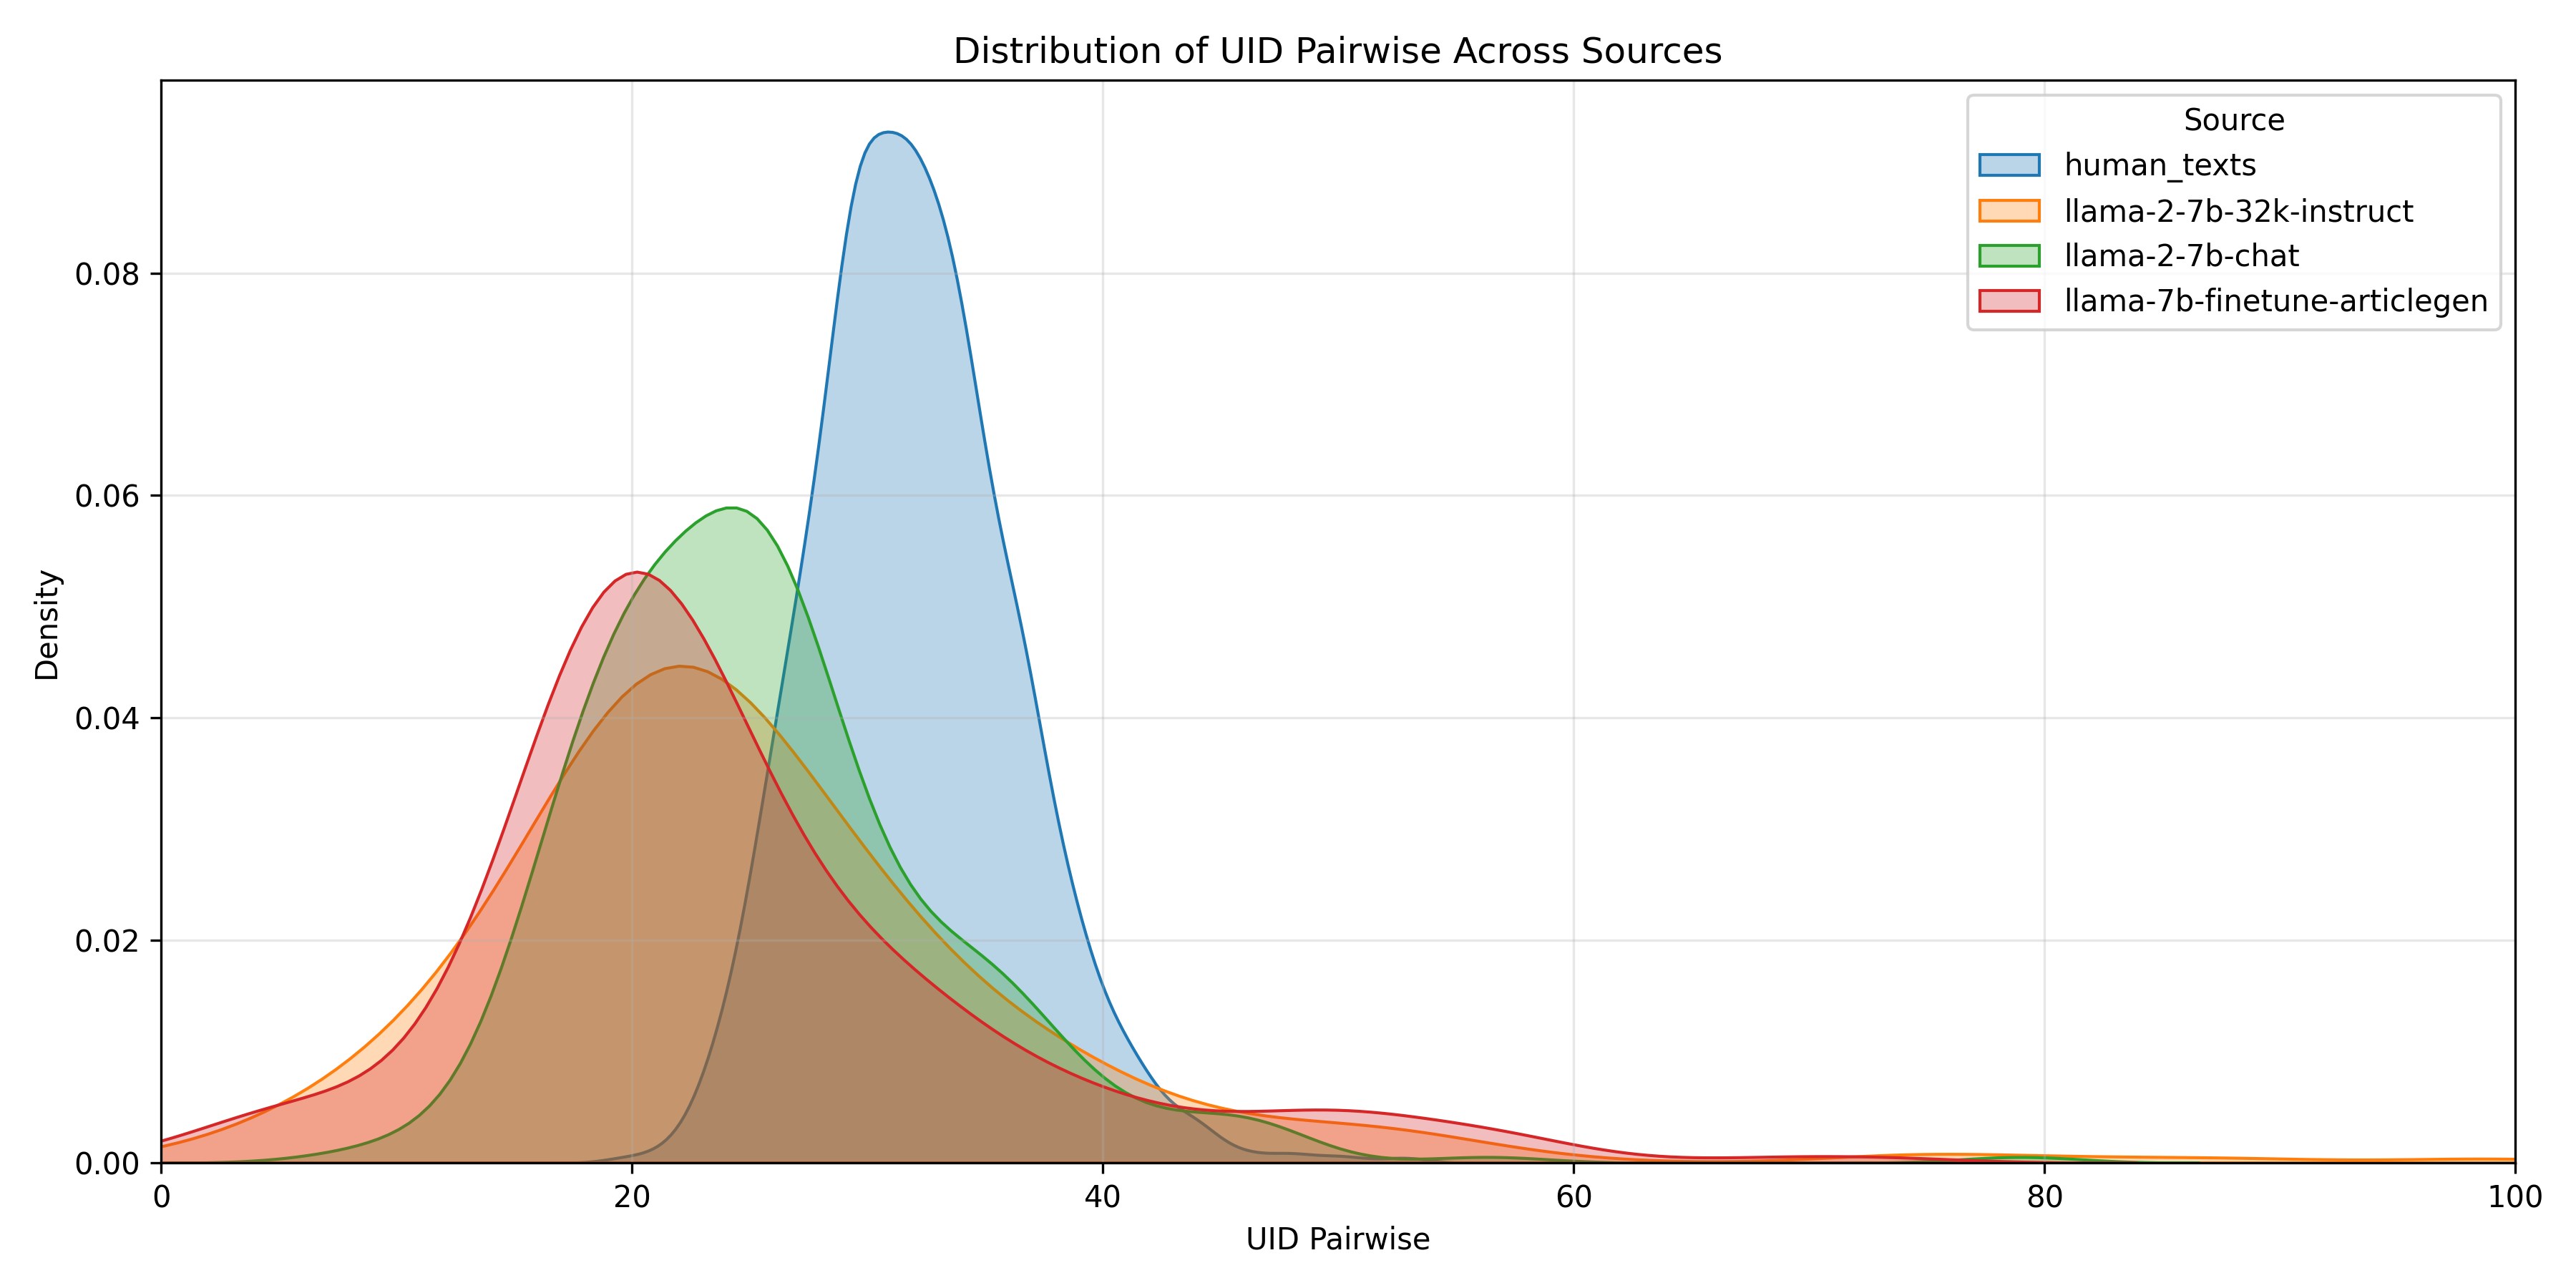 Distribution of UID Pairwise Across Sources
Source
human_texts
llama-2-7b-32k-instruct
llama-2-7b-chat
llama-7b-finetune-articlegen
Density
0.08
0.06
0.04
0.02
0.00
0 20 40 60 80 100
UID Pairwise